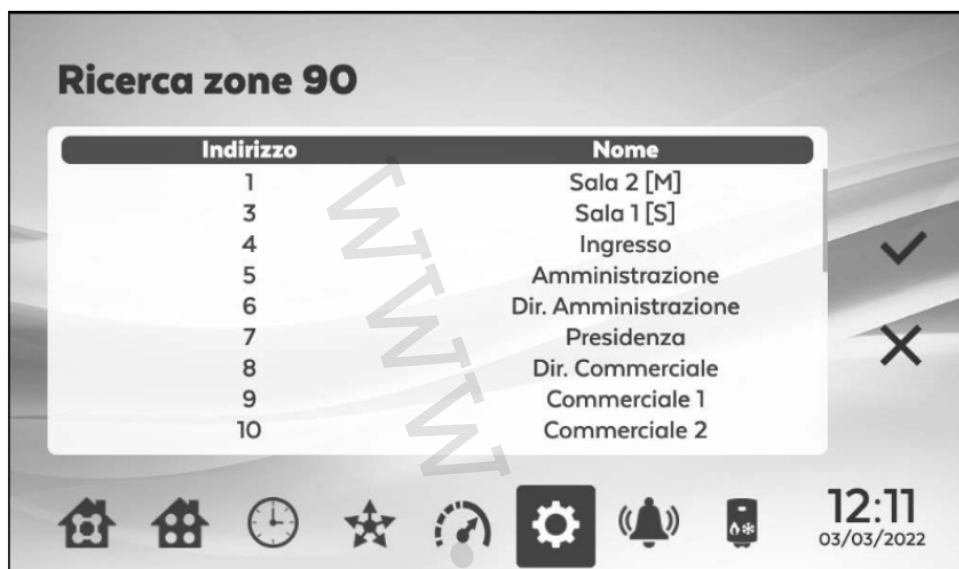 Ricerca zone 90
Indirizzo Nome
1 Sala 2 [M]
3 Sala 1 [S]
4 Ingresso
5 Amministrazione
6 Dir. Amministrazione
7 Presidenza
8 Dir. Commerciale
9 Commerciale 1
10 Commerciale 2
12:11
03/03/2022
www.